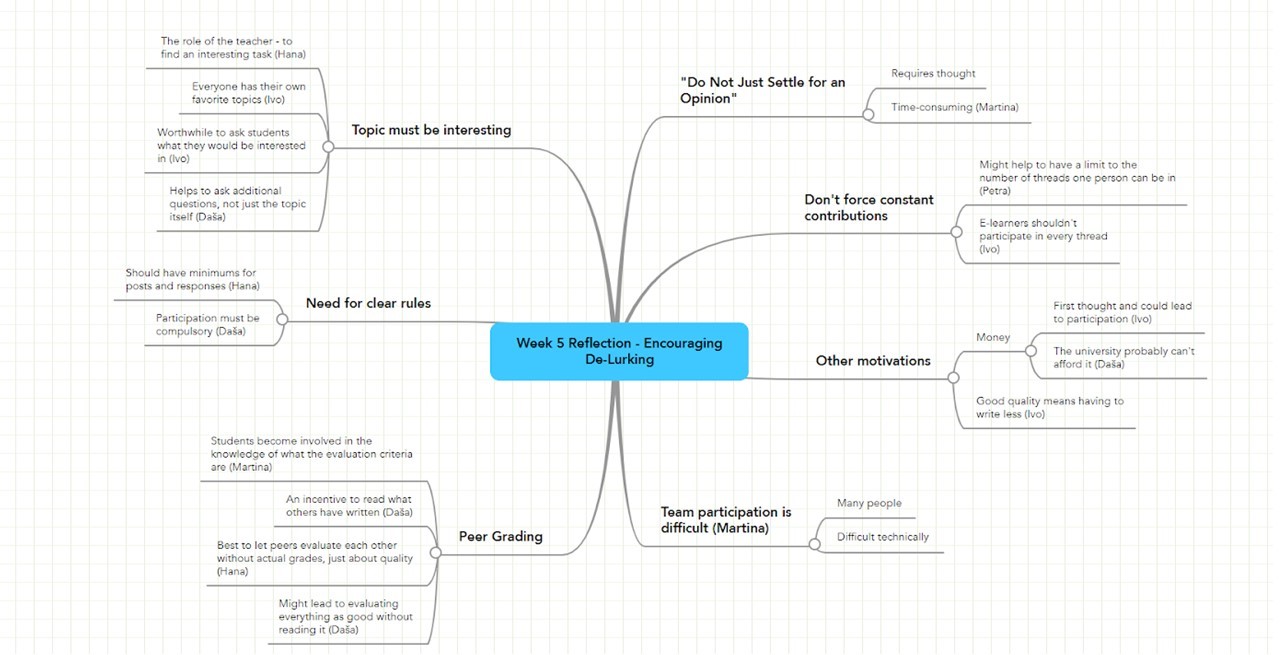 Week 5 Reflection - Encouraging
De-Lurking
Topic must be interesting
The role of the teacher - to
find an interesting task (Hana)
Everyone has their own
favorite topics (Ivo)
Worthwhile to ask students
what they would be interested
in (Ivo)
Helps to ask additional
questions, not just the topic
itself (Daša)
Need for clear rules
Should have minimums for
posts and responses (Hana)
Participation must be
compulsory (Daša)
Peer Grading
Students become involved in the
knowledge of what the evaluation criteria
are (Martina)
An incentive to read what
others have written (Daša)
Best to let peers evaluate each other
without actual grades, just about quality
(Hana)
Might lead to evaluating
everything as good without
reading it (Daša)
"Do Not Just Settle for an
Opinion"
Requires thought
Time-consuming (Martina)
Don't force constant
contributions
Might help to have a limit to the
number of threads one person can be in
(Petra)
E-learners shouldn't
participate in every thread
(Ivo)
Other motivations
Money
First thought and could lead
to participation (Ivo)
The university probably can't
afford it (Daša)
Good quality means having to
write less (Ivo)
Team participation is
difficult (Martina)
Many people
Difficult technically